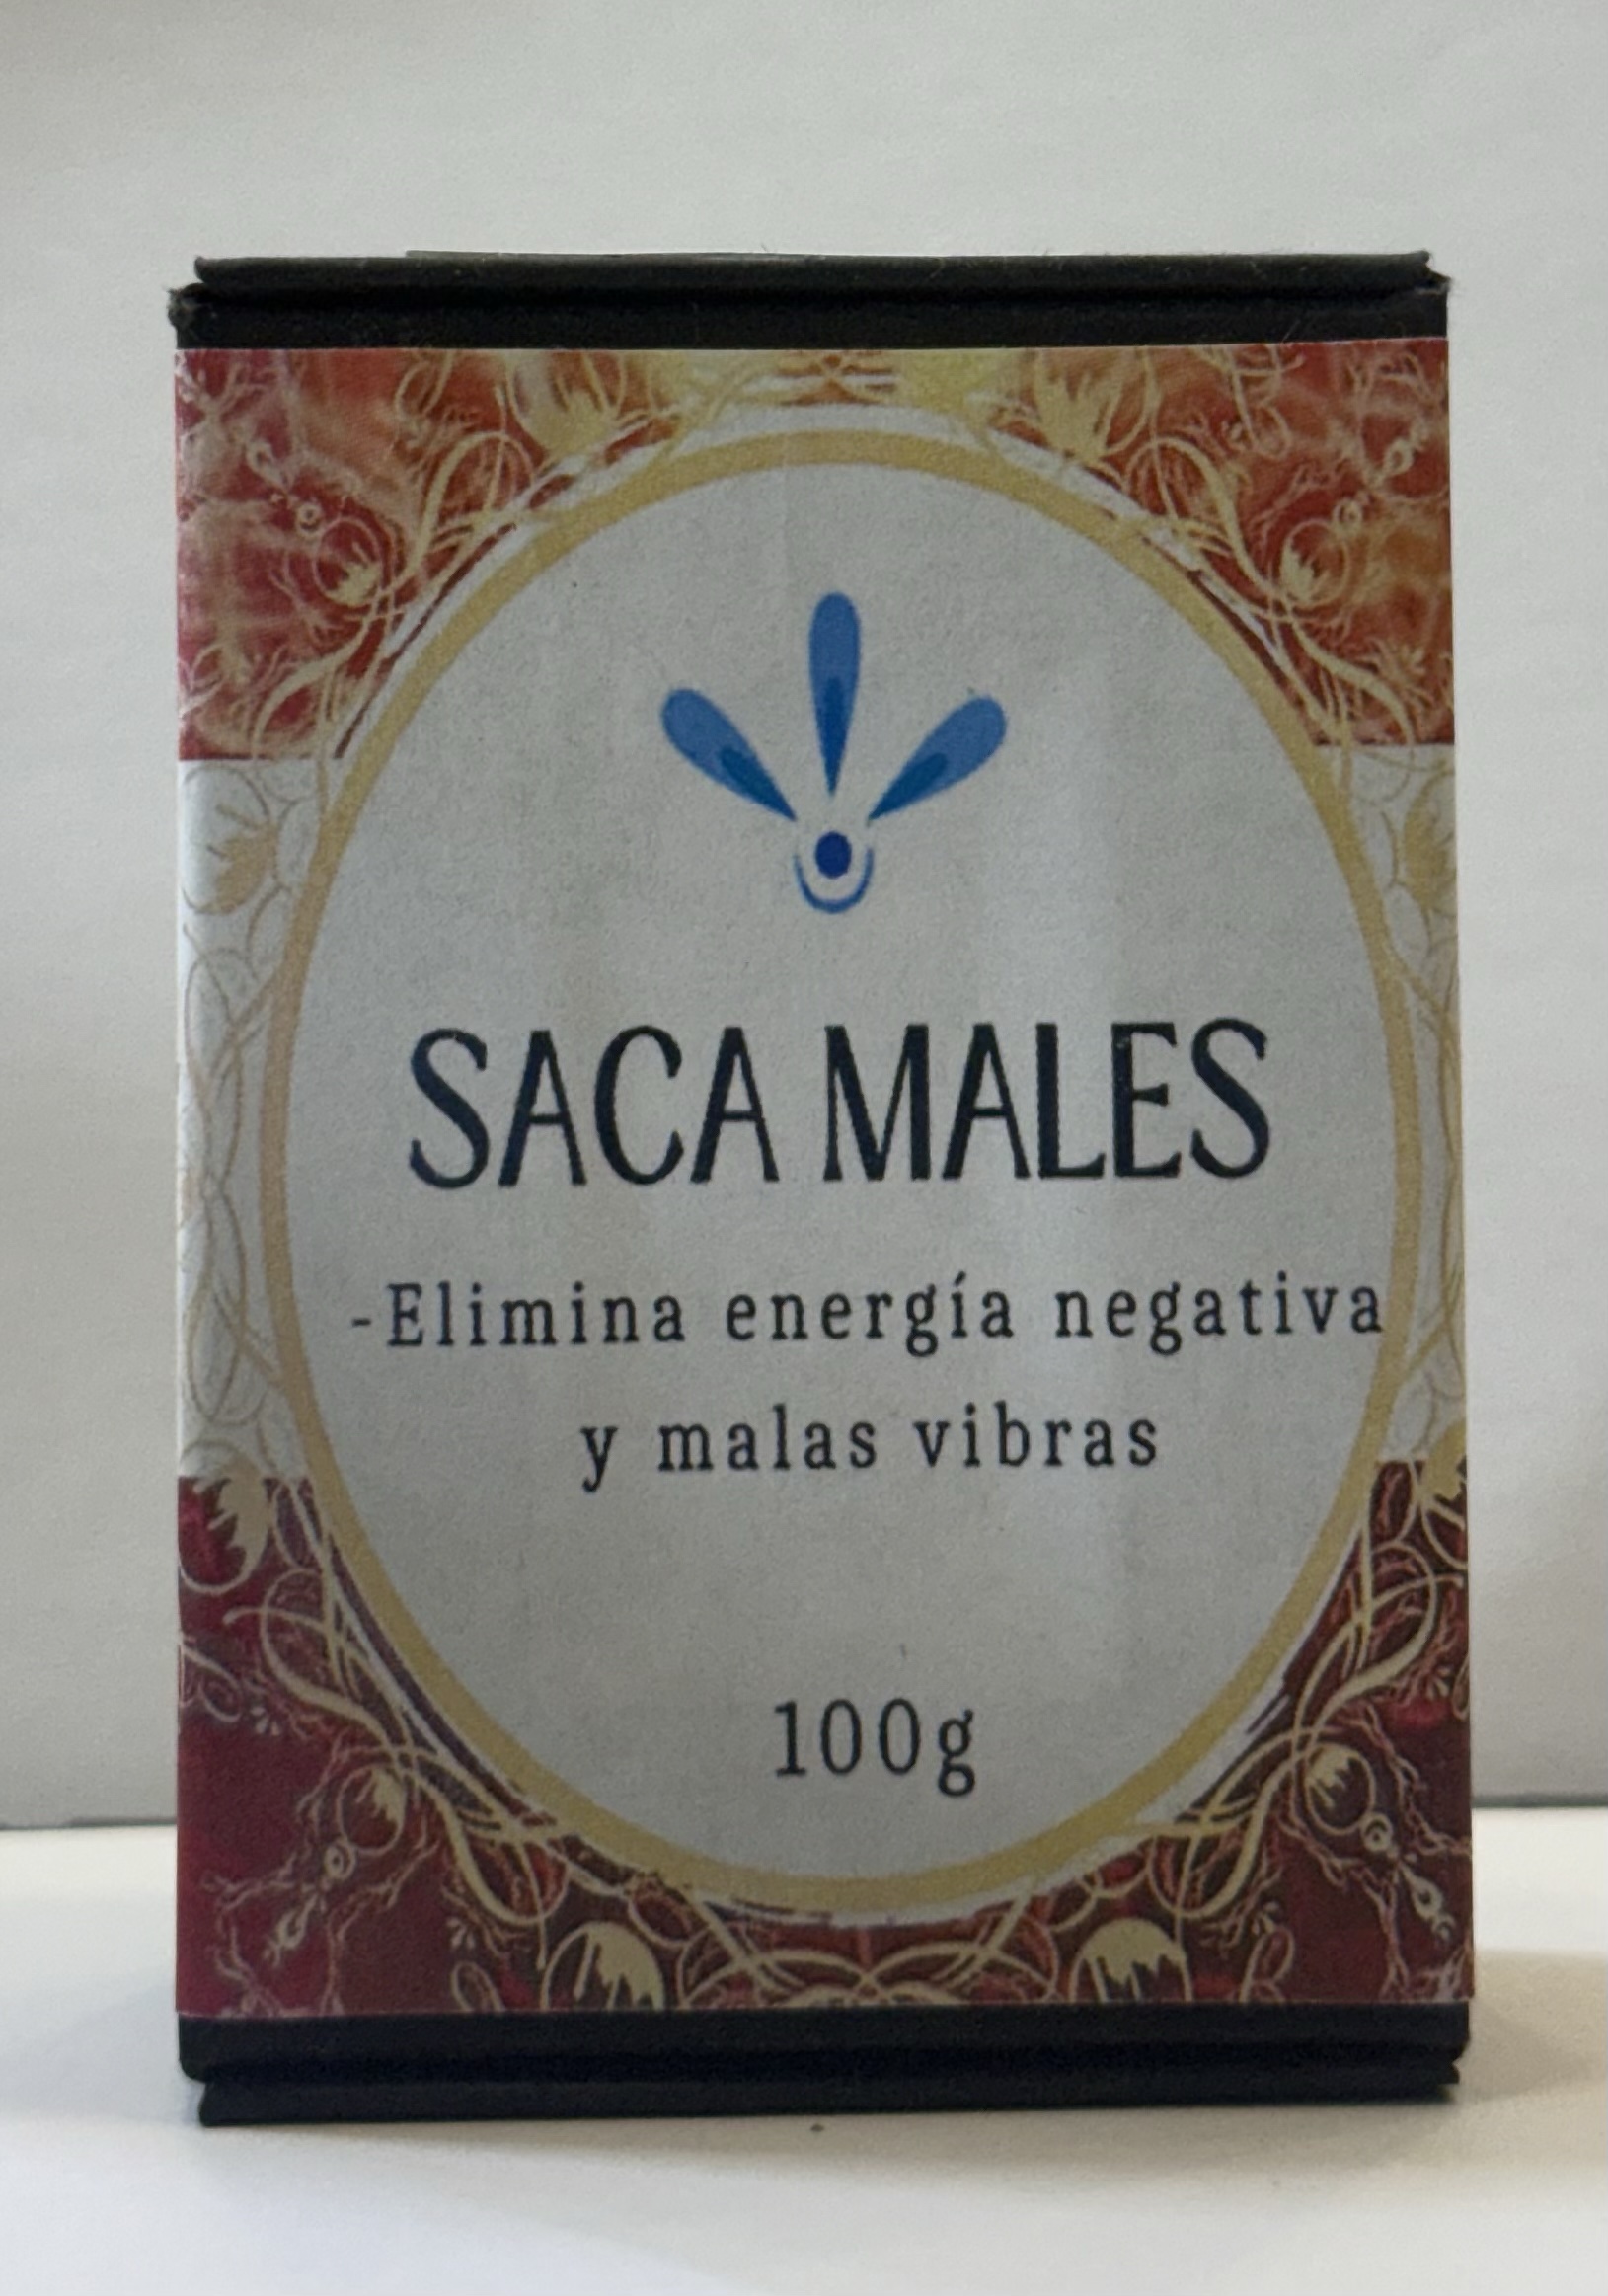 SACA MALES
-Elimina energía negativa
y malas vibras
100g